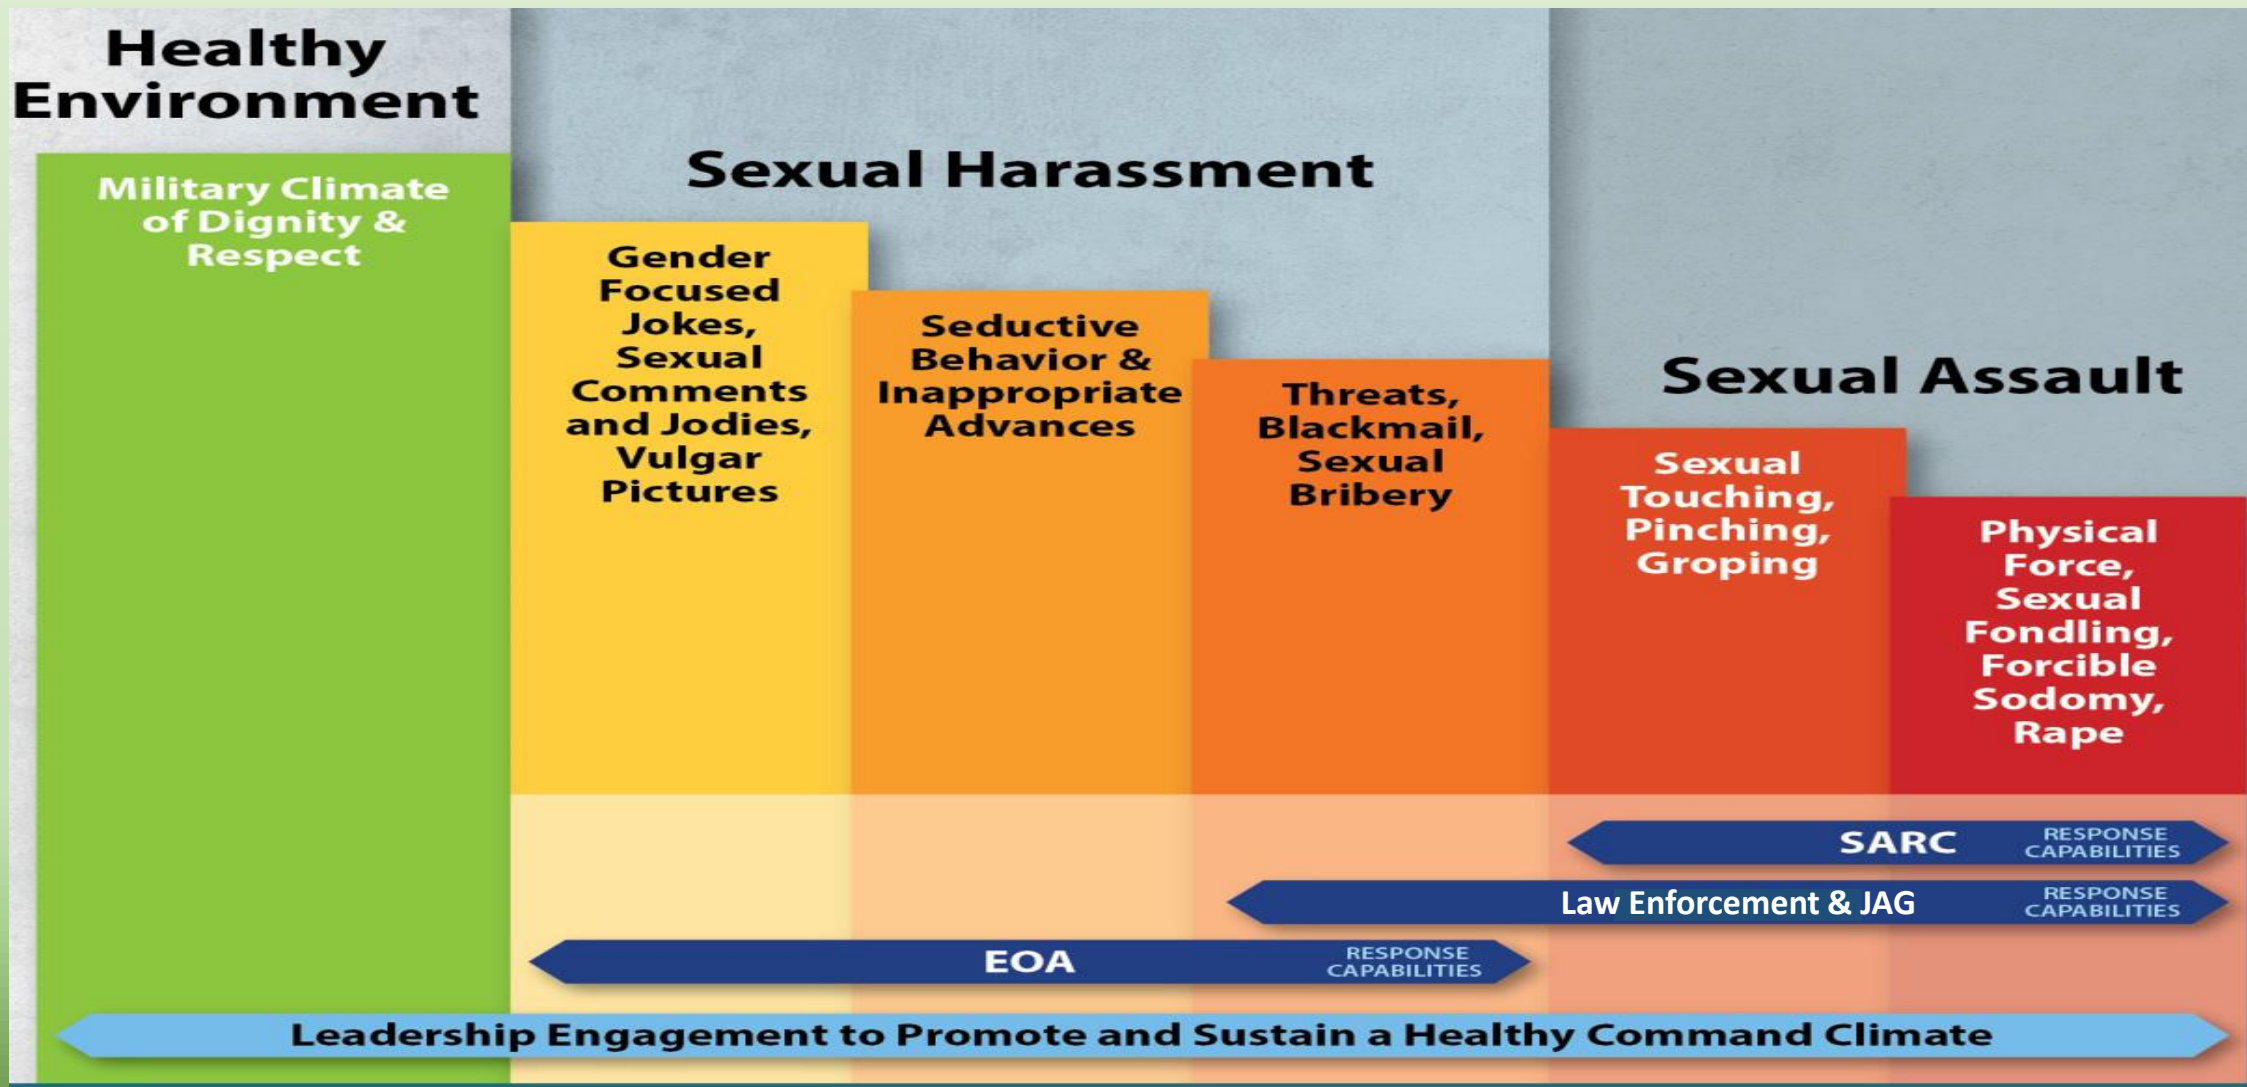 Healthy
Environment
Military Climate
of Dignity &
Respect
Sexual Harassment
Gender
Focused
Jokes,
Sexual
Comments
and Jodies,
Vulgar
Pictures
Seductive
Behavior &
Inappropriate
Advances
Threats,
Blackmail,
Sexual
Bribery
Sexual Assault
Sexual
Touching,
Pinching,
Groping
Physical
Force,
Sexual
Fondling,
Forcible
Sodomy,
Rape
SARC RESPONSE
CAPABILITIES
Law Enforcement & JAG RESPONSE
CAPABILITIES
EOA RESPONSE
CAPABILITIES
Leadership Engagement to Promote and Sustain a Healthy Command Climate